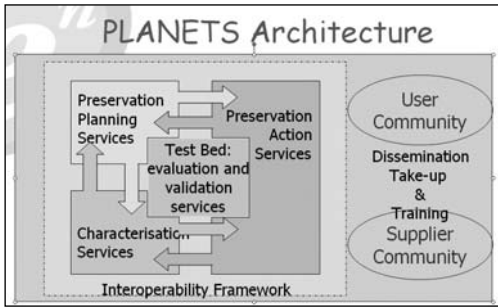 PLANETS Architecture
Preservation
Planning
Services
Preservation
Action
Services
Test Bed:
evaluation and
validation
services
Characterisation
Services
Interoperability Framework
User
Community
Dissemination
Take-up
&
Training
Supplier
Community